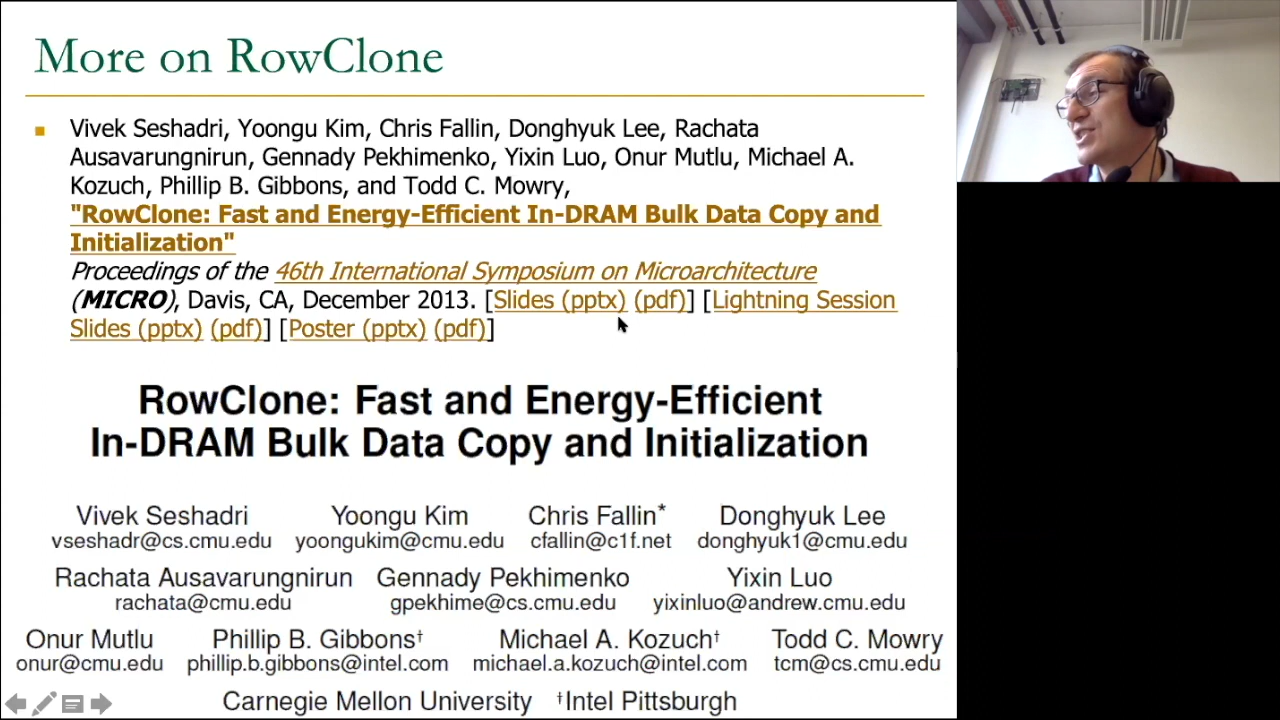 More on RowClone
Vivek Seshadri, Yoongu Kim, Chris Fallin, Donghyuk Lee, Rachata
Ausavarungnirun, Gennady Pekhimenko, Yixin Luo, Onur Mutlu, Michael A.
Kozuch, Phillip B. Gibbons, and Todd C. Mowry,
"RowClone: Fast and Energy-Efficient In-DRAM Bulk Data Copy and
Initialization"
Proceedings of the 46th International Symposium on Microarchitecture
(MICRO), Davis, CA, December 2013. [Slides (pptx) (pdf)] [Lightning Session
Slides (pptx) (pdf)] [Poster (pptx) (pdf)]
RowClone: Fast and Energy-Efficient
In-DRAM Bulk Data Copy and Initialization
Vivek Seshadri Yoongu Kim Chris Fallin* Donghyuk Lee
vseshadr@cs.cmu.edu yoongukim@cmu.edu cfallin@c1f.net donghyuk1@cmu.edu
Rachata Ausavarungnirun Gennady Pekhimenko Yixin Luo
rachata@cmu.edu gpekhime@cs.cmu.edu yixinluo@andrew.cmu.edu
Onur Mutlu Phillip B. Gibbons† Michael A. Kozuch† Todd C. Mowry
onur@cmu.edu phillip.b.gibbons@intel.com michael.a.kozuch@intel.com tcm@cs.cmu.edu
Carnegie Mellon University †Intel Pittsburgh